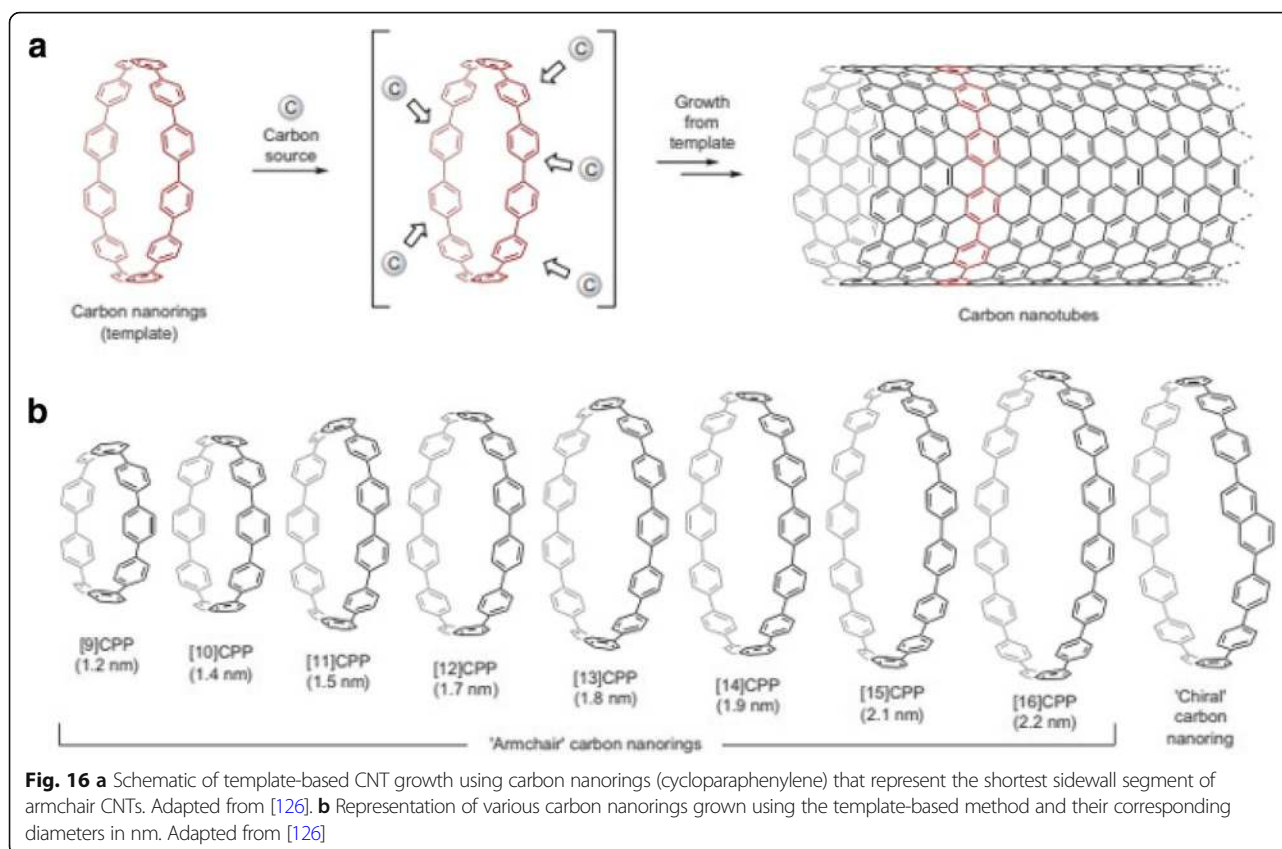 a
C
Carbon
source
C
C
C
C
C
Growth
from
template
Carbon nanorings
(template)
Carbon nanotubes
b
[9]CPP
(1.2 nm)
[10]CPP
(1.4 nm)
[11]CPP
(1.5 nm)
[12]CPP
(1.7 nm)
[13]CPP
(1.8 nm)
[14]CPP
(1.9 nm)
[15]CPP
(2.1 nm)
[16]CPP
(2.2 nm)
'Chiral'
carbon
nanoring
'Armchair' carbon nanorings
Fig. 16 a Schematic of template-based CNT growth using carbon nanorings (cycloparaphenylene) that represent the shortest sidewall segment of
armchair CNTs. Adapted from [126]. b Representation of various carbon nanorings grown using the template-based method and their corresponding
diameters in nm. Adapted from [126]